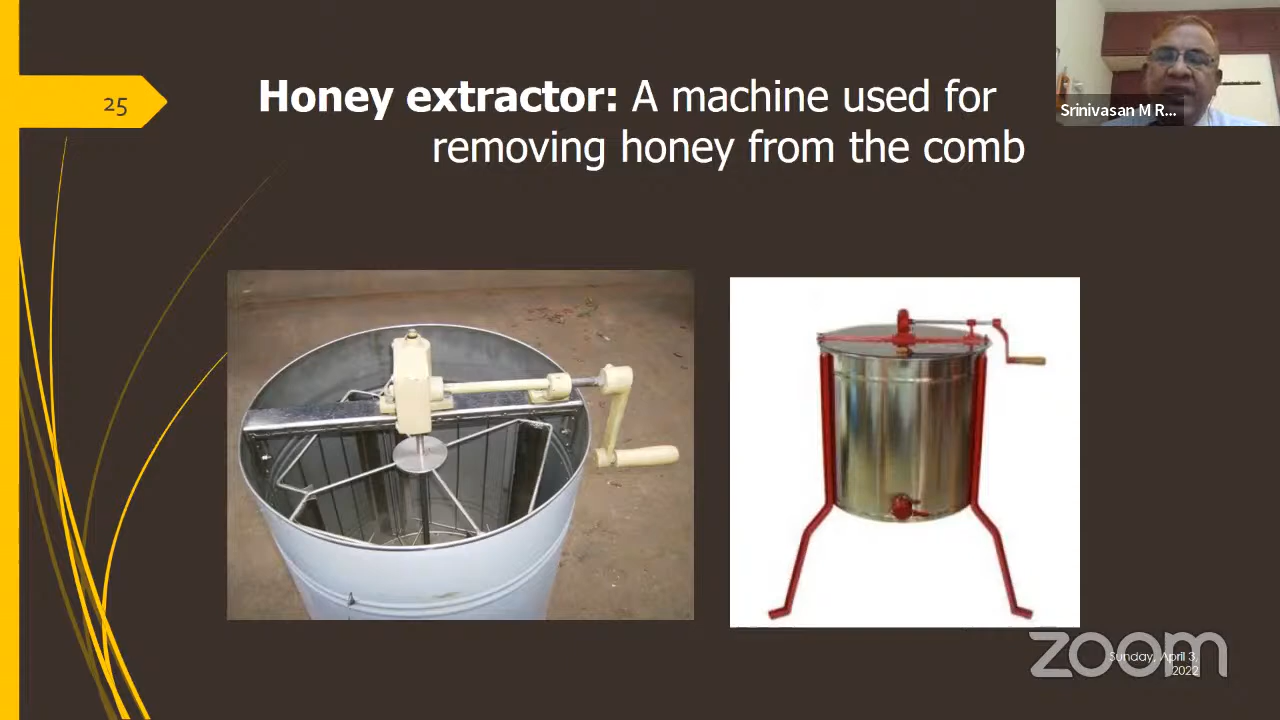 25
Honey extractor: A machine used for
removing honey from the comb
Srinivasan M R...
zoom
Sunday, April 3,
2022